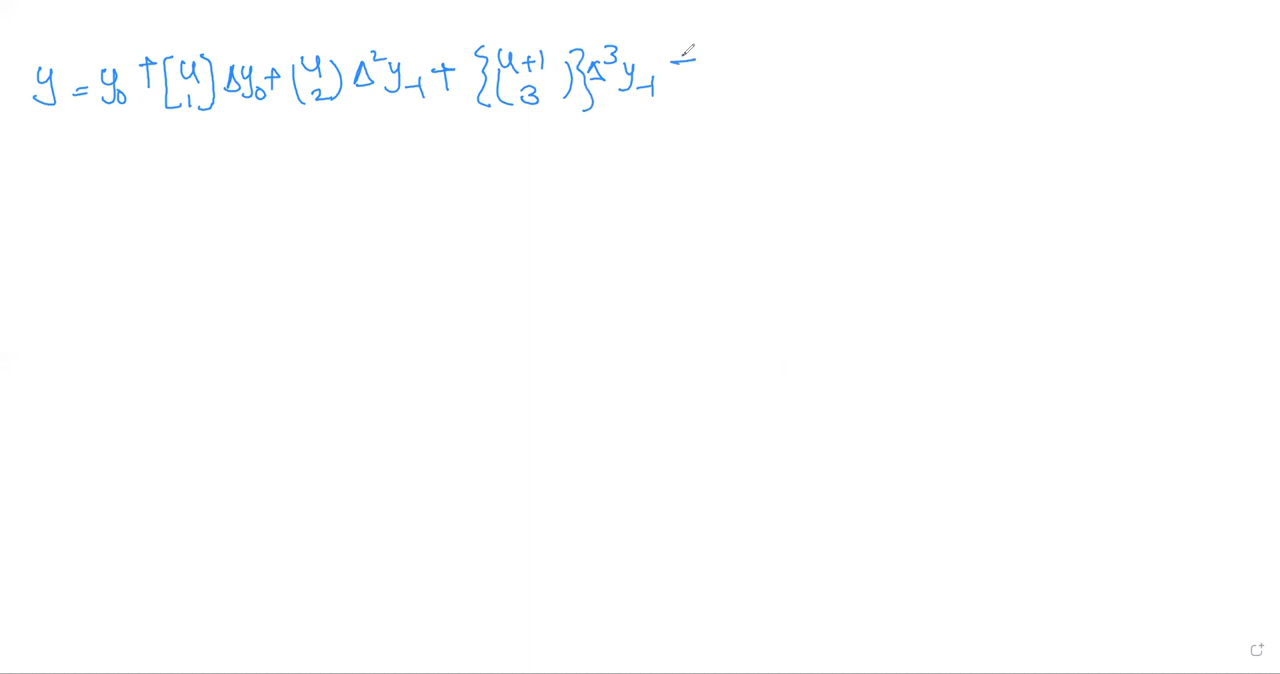 y = y₀ + [u 1] Δy₀ + (u 2) Δ²y₋₁ + {(u+1 3)} Δ³y₋₁ −